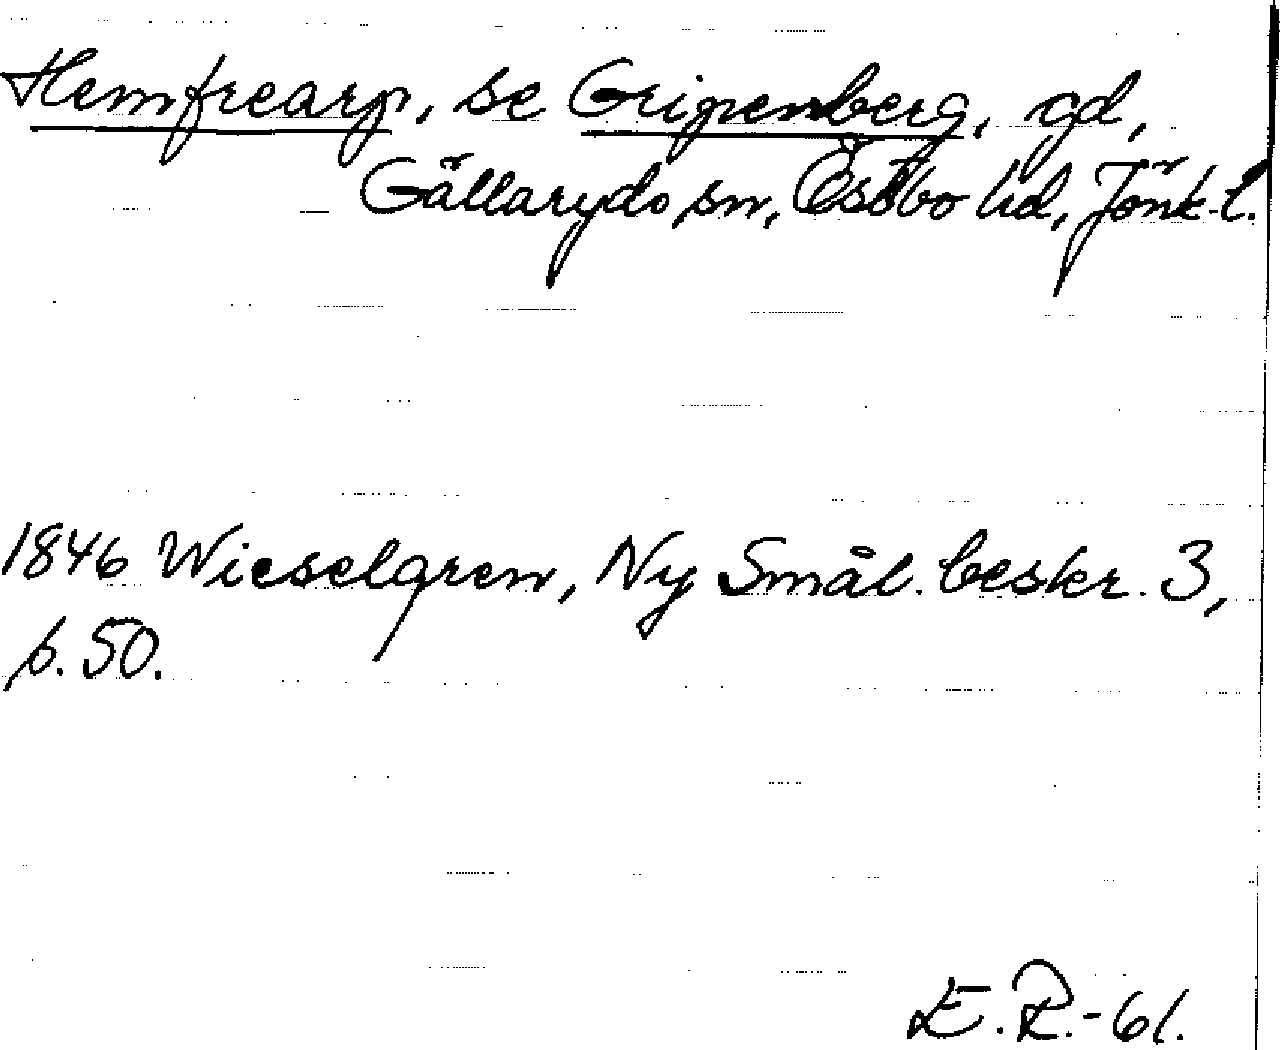 Hemfrearp, se Gripenberg, gd,
Gällaryds sn, Östbo hd, Jönk. l.
1846 Wieselgren, Ny Smål. beskr. 3,
s. 50.
E. R. - 61.